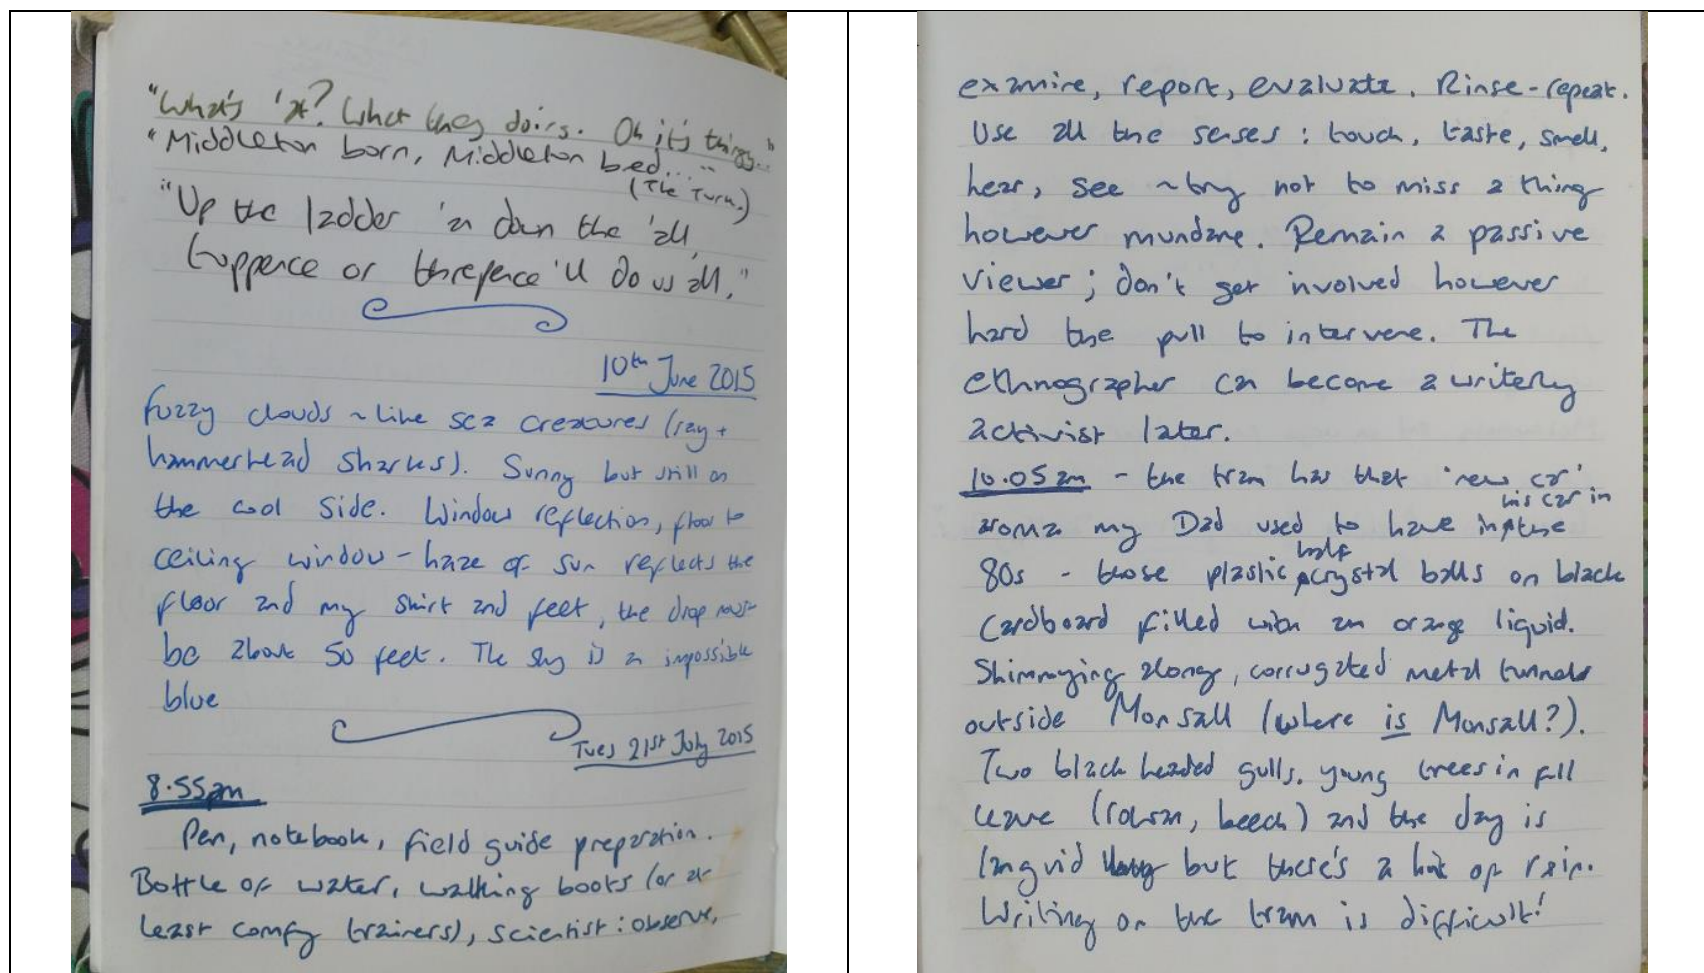 "What's 'at? What they doing. Oh it's thingy..."
"Middleton born, Middleton bed....."
(The Turn.)
"Up the ladder 'n down the 'all,
tuppence or threpence 'll do us all."
10th June 2015
fuzzy clouds ~ like sea creatures (ray +
hammerhead sharks). Sunny but still on
the cool side. Window reflection, floor to
ceiling window - haze of sun reflects the
floor and my shirt and feet, the drop must
be about 50 feet. The sky is an impossible
blue
Tues 21st July 2015
8.55am
Pen, notebook, field guide preparation.
Bottle of water, walking boots (or at
least comfy trainers), scientist: observe,
examine, report, evaluate. Rinse-repeat.
Use all the senses: touch, taste, smell,
hear, see ~ try not to miss a thing
however mundane. Remain a passive
viewer; don't get involved however
hard the pull to intervene. The
ethnographer can become a writerly
activist later.
10.05am - the tram has that 'new car'
his car in
aroma my Dad used to have in the
half
80s - those plastic crystal balls on black
cardboard filled with an orange liquid.
Shimmying along, corrugated metal tunnels
outside Monsall (where is Monsall?).
Two black headed gulls. young trees in full
leave (rowan, beech) and the day is
languid but there's a hint of rain.
Writing on the tram is difficult!